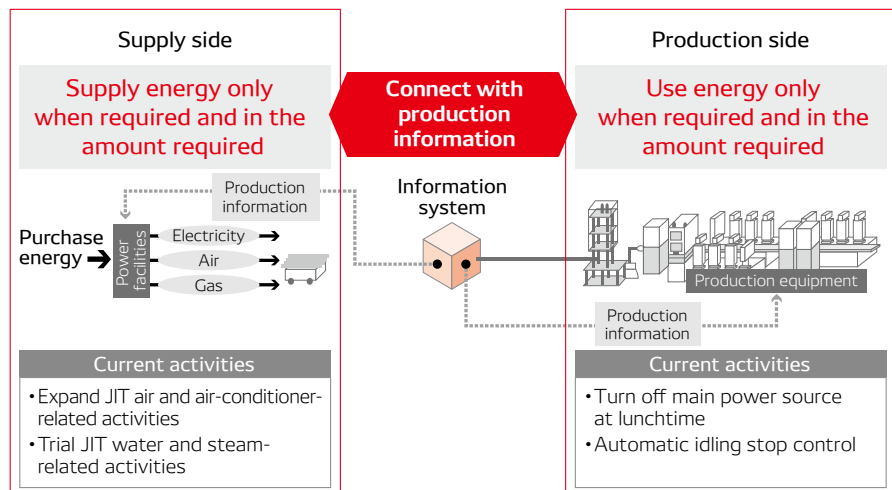 Supply side
Supply energy only
when required and in the
amount required
Connect with
production
information
Production side
Use energy only
when required and in the
amount required
Production
information
Information
system
Purchase
energy
Power
facilities
Electricity
Air
Gas
Production equipment
Production
information
Current activities
・Expand JIT air and air-conditioner-
related activities
・Trial JIT water and steam-
related activities
Current activities
・Turn off main power source
at lunchtime
・Automatic idling stop control